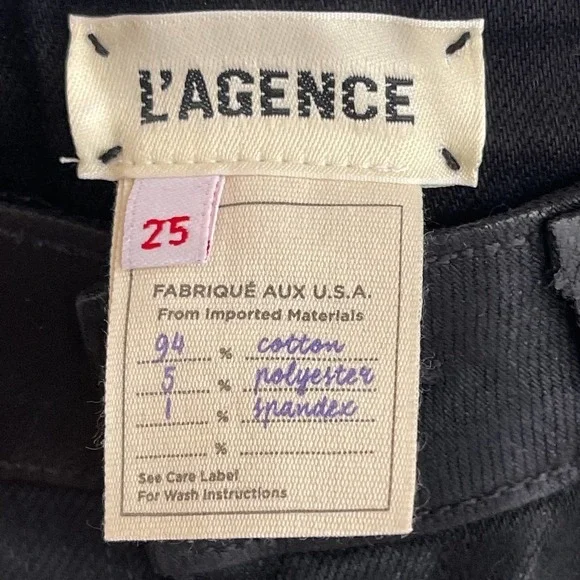 L'AGENCE
25
FABRIQUÉ AUX U.S.A.
From Imported Materials
94 % cotton
5 % polyester
1 % spandex
%
See Care Label
For Wash Instructions